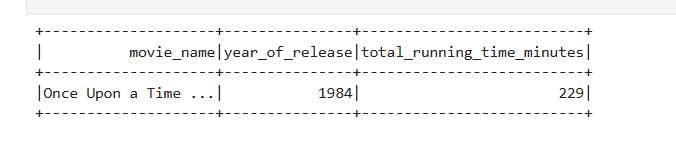 +--------------------+---------------+--------------------------+
|          movie_name|year_of_release|total_running_time_minutes|
+--------------------+---------------+--------------------------+
|Once Upon a Time ...|           1984|                       229|
+--------------------+---------------+--------------------------+